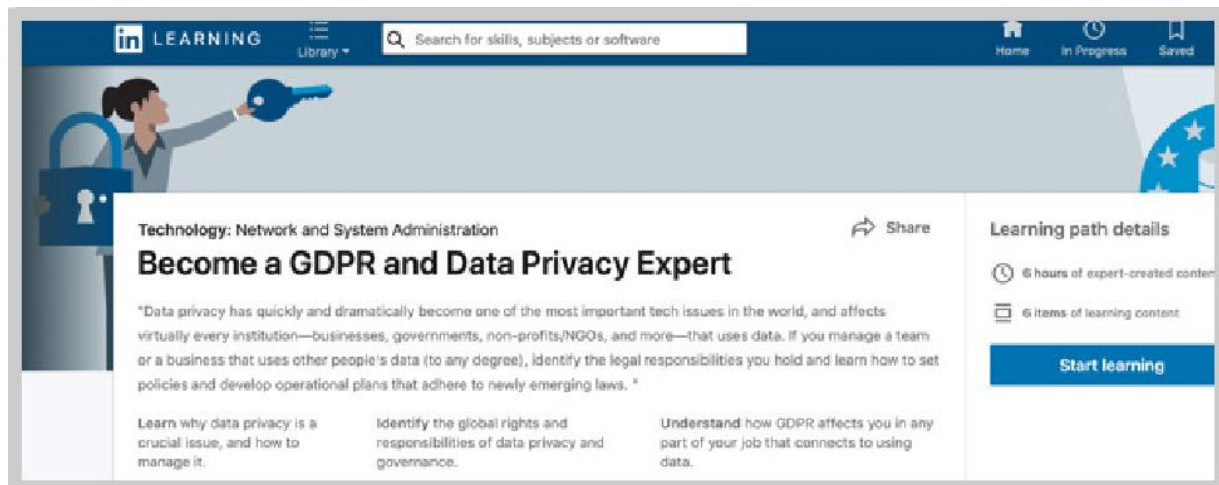 in LEARNING
Library
Search for skills, subjects or software
Home
In Progress
Saved
Technology: Network and System Administration
Share
Become a GDPR and Data Privacy Expert
"Data privacy has quickly and dramatically become one of the most important tech issues in the world, and affects
virtually every institution—businesses, governments, non-profits/NGOs, and more—that uses data. If you manage a team
or a business that uses other people's data (to any degree), identify the legal responsibilities you hold and learn how to set
policies and develop operational plans that adhere to newly emerging laws. "
Learn why data privacy is a
crucial issue, and how to
manage it.
Identify the global rights and
responsibilities of data privacy and
governance.
Understand how GDPR affects you in any
part of your job that connects to using
data.
Learning path details
6 hours of expert-created conten
6 items of learning content
Start learning